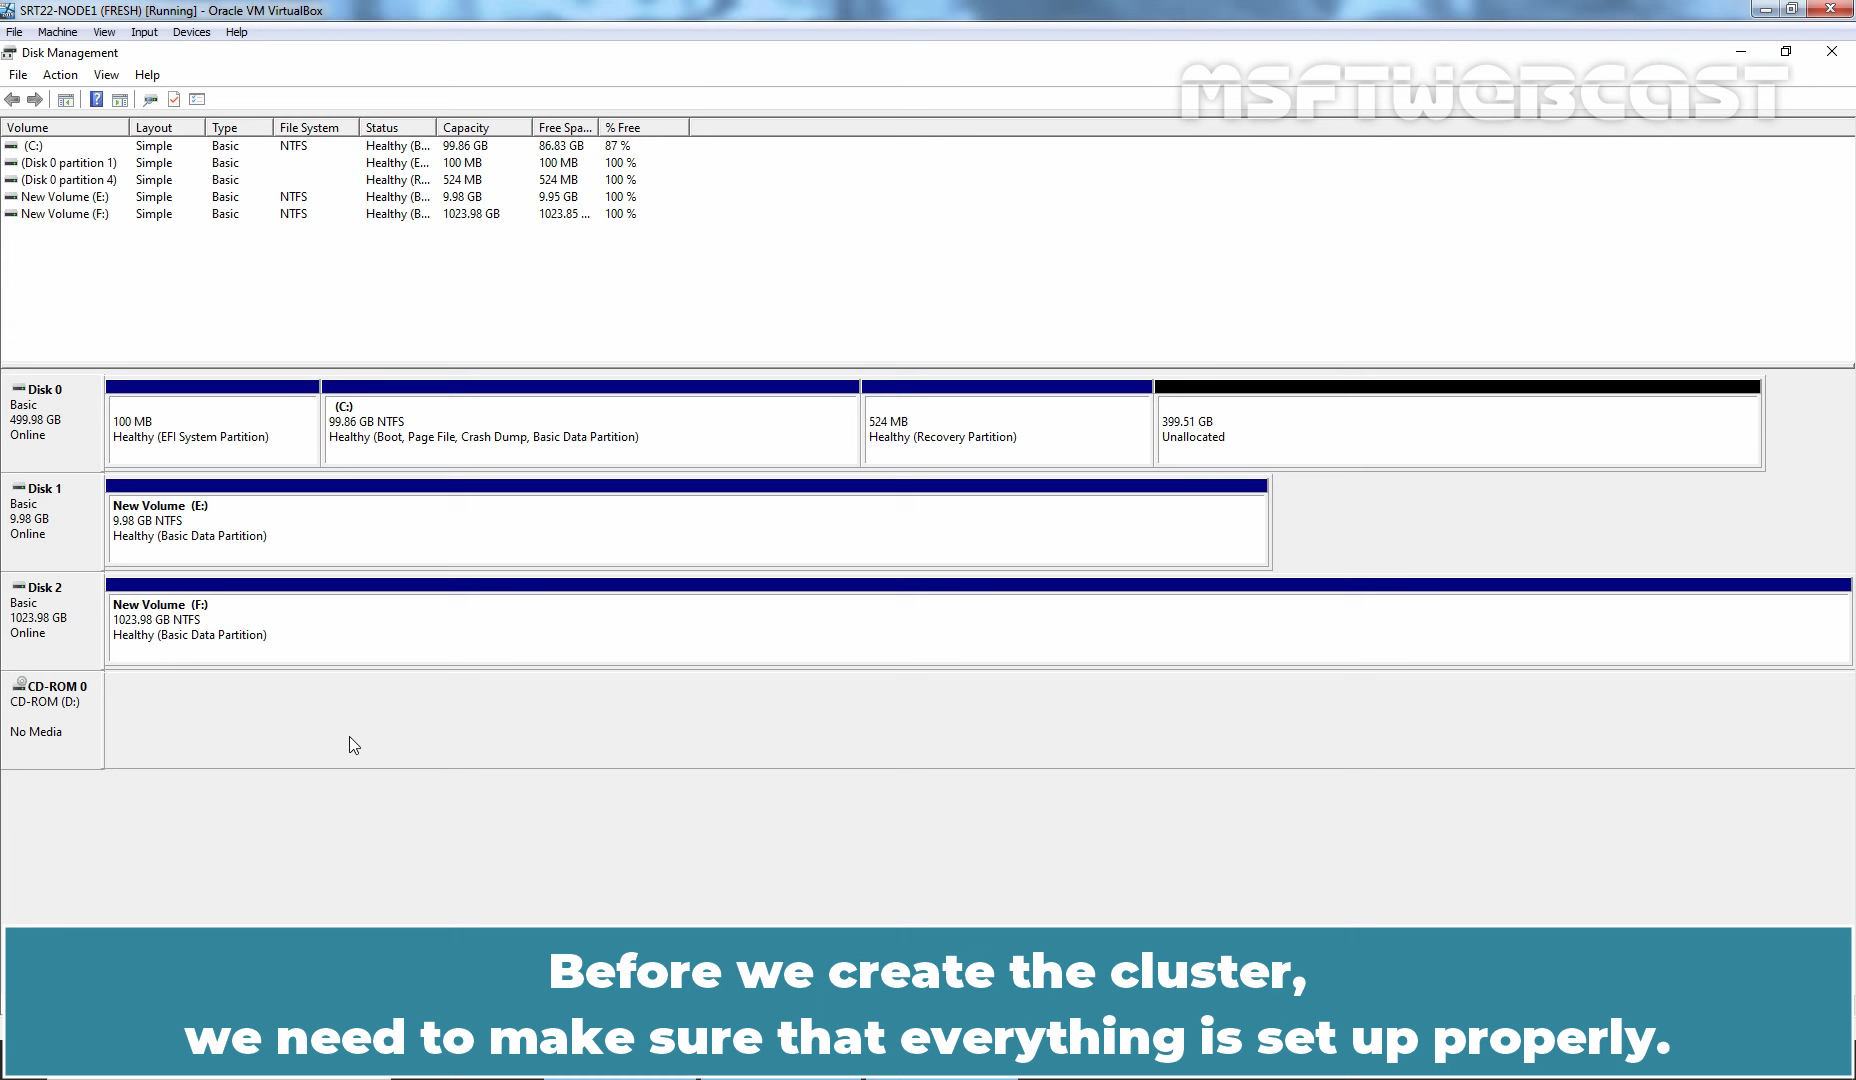 SRT22-NODE1 (FRESH) [Running] - Oracle VM VirtualBox
File Machine View Input Devices Help
Disk Management
File Action View Help
MSFTWEBCAST
Volume Layout Type File System Status Capacity Free Spa... % Free
(C:) Simple Basic NTFS Healthy (B... 99.86 GB 86.83 GB 87 %
(Disk 0 partition 1) Simple Basic Healthy (E... 100 MB 100 MB 100 %
(Disk 0 partition 4) Simple Basic Healthy (R... 524 MB 524 MB 100 %
New Volume (E:) Simple Basic NTFS Healthy (B... 9.98 GB 9.95 GB 100 %
New Volume (F:) Simple Basic NTFS Healthy (B... 1023.98 GB 1023.85 ... 100 %
Disk 0
Basic
499.98 GB
Online
100 MB
Healthy (EFI System Partition)
(C:)
99.86 GB NTFS
Healthy (Boot, Page File, Crash Dump, Basic Data Partition)
524 MB
Healthy (Recovery Partition)
399.51 GB
Unallocated
Disk 1
Basic
9.98 GB
Online
New Volume (E:)
9.98 GB NTFS
Healthy (Basic Data Partition)
Disk 2
Basic
1023.98 GB
Online
New Volume (F:)
1023.98 GB NTFS
Healthy (Basic Data Partition)
CD-ROM 0
CD-ROM (D:)
No Media
Before we create the cluster,
we need to make sure that everything is set up properly.